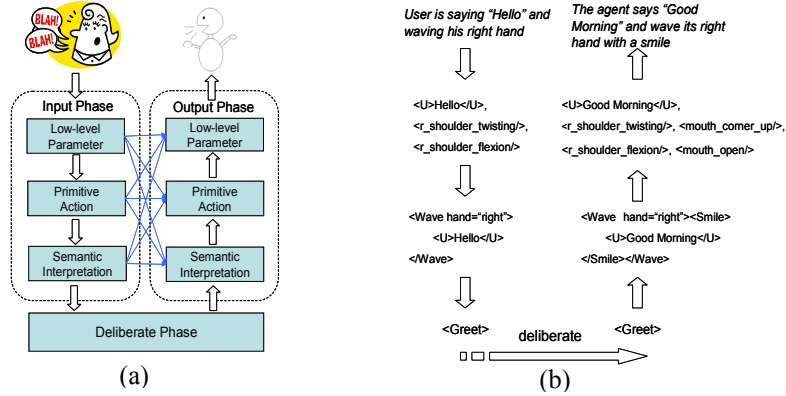 BLAH!
BLAH!
Input Phase
Output Phase
Low-level
Parameter
Low-level
Parameter
Primitive
Action
Primitive
Action
Semantic
Interpretation
Semantic
Interpretation
Deliberate Phase
(a)
User is saying “Hello” and
waving his right hand
<U>Hello</U>,
<r_shoulder_twisting/>,
<r_shoulder_flexion/>
<Wave hand=“right”>
<U>Hello</U>
</Wave>
<Greet>
The agent says “Good
Morning” and wave its right
hand with a smile
<U>Good Morning</U>,
<r_shoulder_twisting/>, <mouth_corner_up/>,
<r_shoulder_flexion/>, <mouth_open/>
<Wave hand=“right”><Smile>
<U>Good Morning</U>
</Smile></Wave>
<Greet>
deliberate
(b)